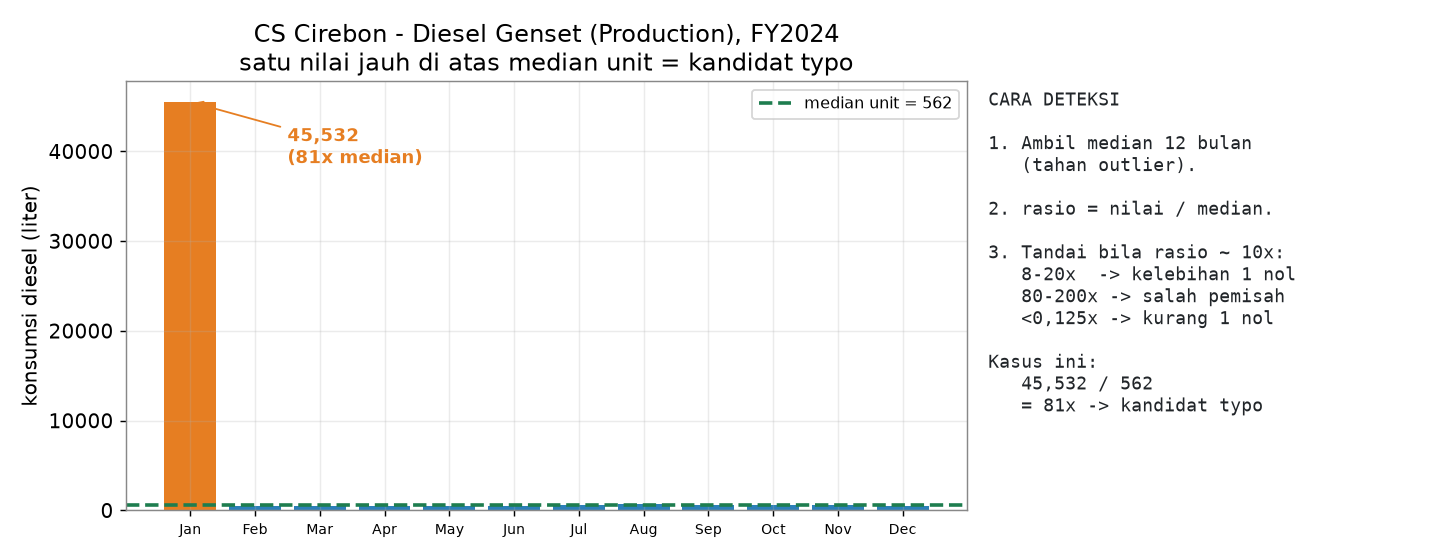 CS Cirebon - Diesel Genset (Production), FY2024
satu nilai jauh di atas median unit = kandidat typo
konsumsi diesel (liter)
40000
30000
20000
10000
0
45,532
(81x median)
median unit = 562
Jan Feb Mar Apr May Jun Jul Aug Sep Oct Nov Dec
CARA DETEKSI
1. Ambil median 12 bulan
(tahan outlier).
2. rasio = nilai / median.
3. Tandai bila rasio ~ 10x:
8-20x  -> kelebihan 1 nol
80-200x -> salah pemisah
<0,125x -> kurang 1 nol
Kasus ini:
45,532 / 562
= 81x -> kandidat typo